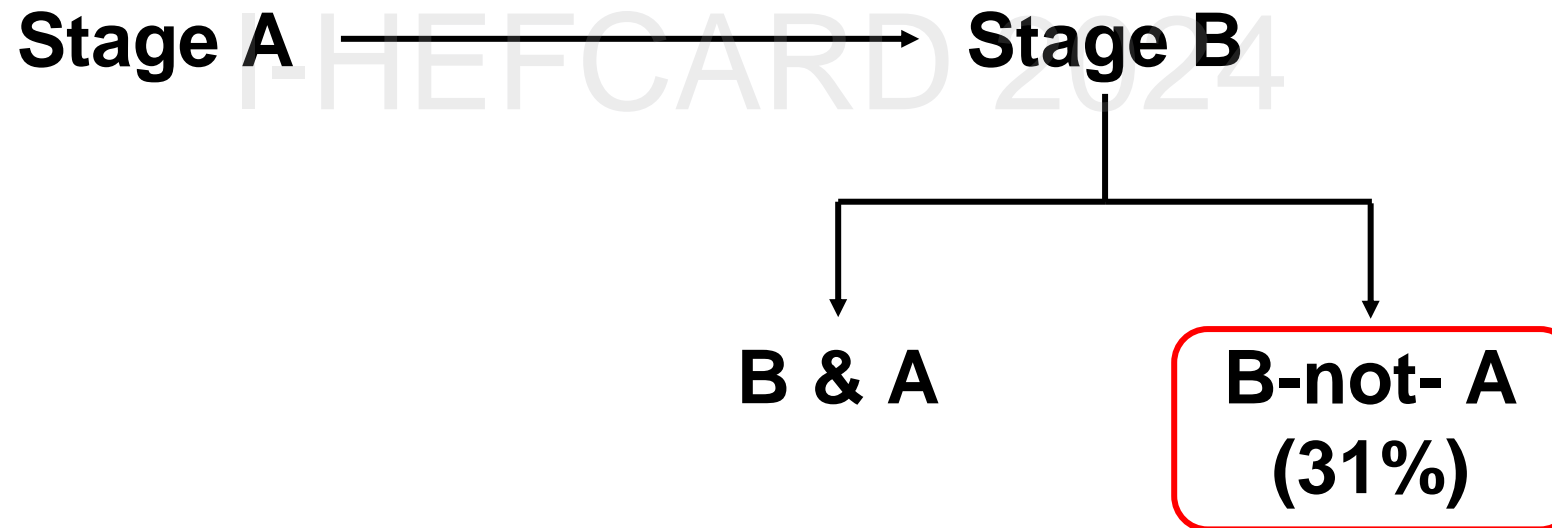 I-HEFCARD 2024
Stage A
Stage B
B & A
B-not- A
(31%)